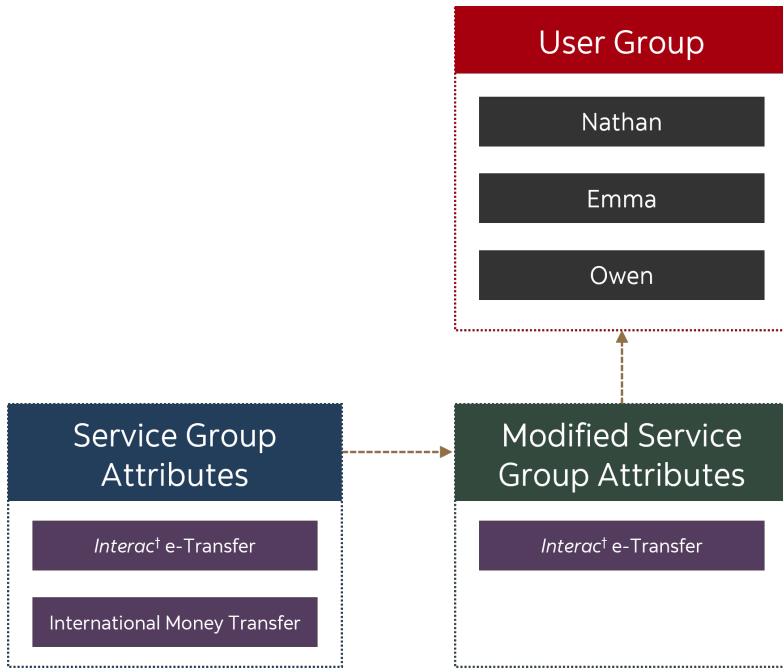 User Group
Nathan
Emma
Owen
Service Group
Attributes
Interac† e-Transfer
International Money Transfer
Modified Service
Group Attributes
Interac† e-Transfer